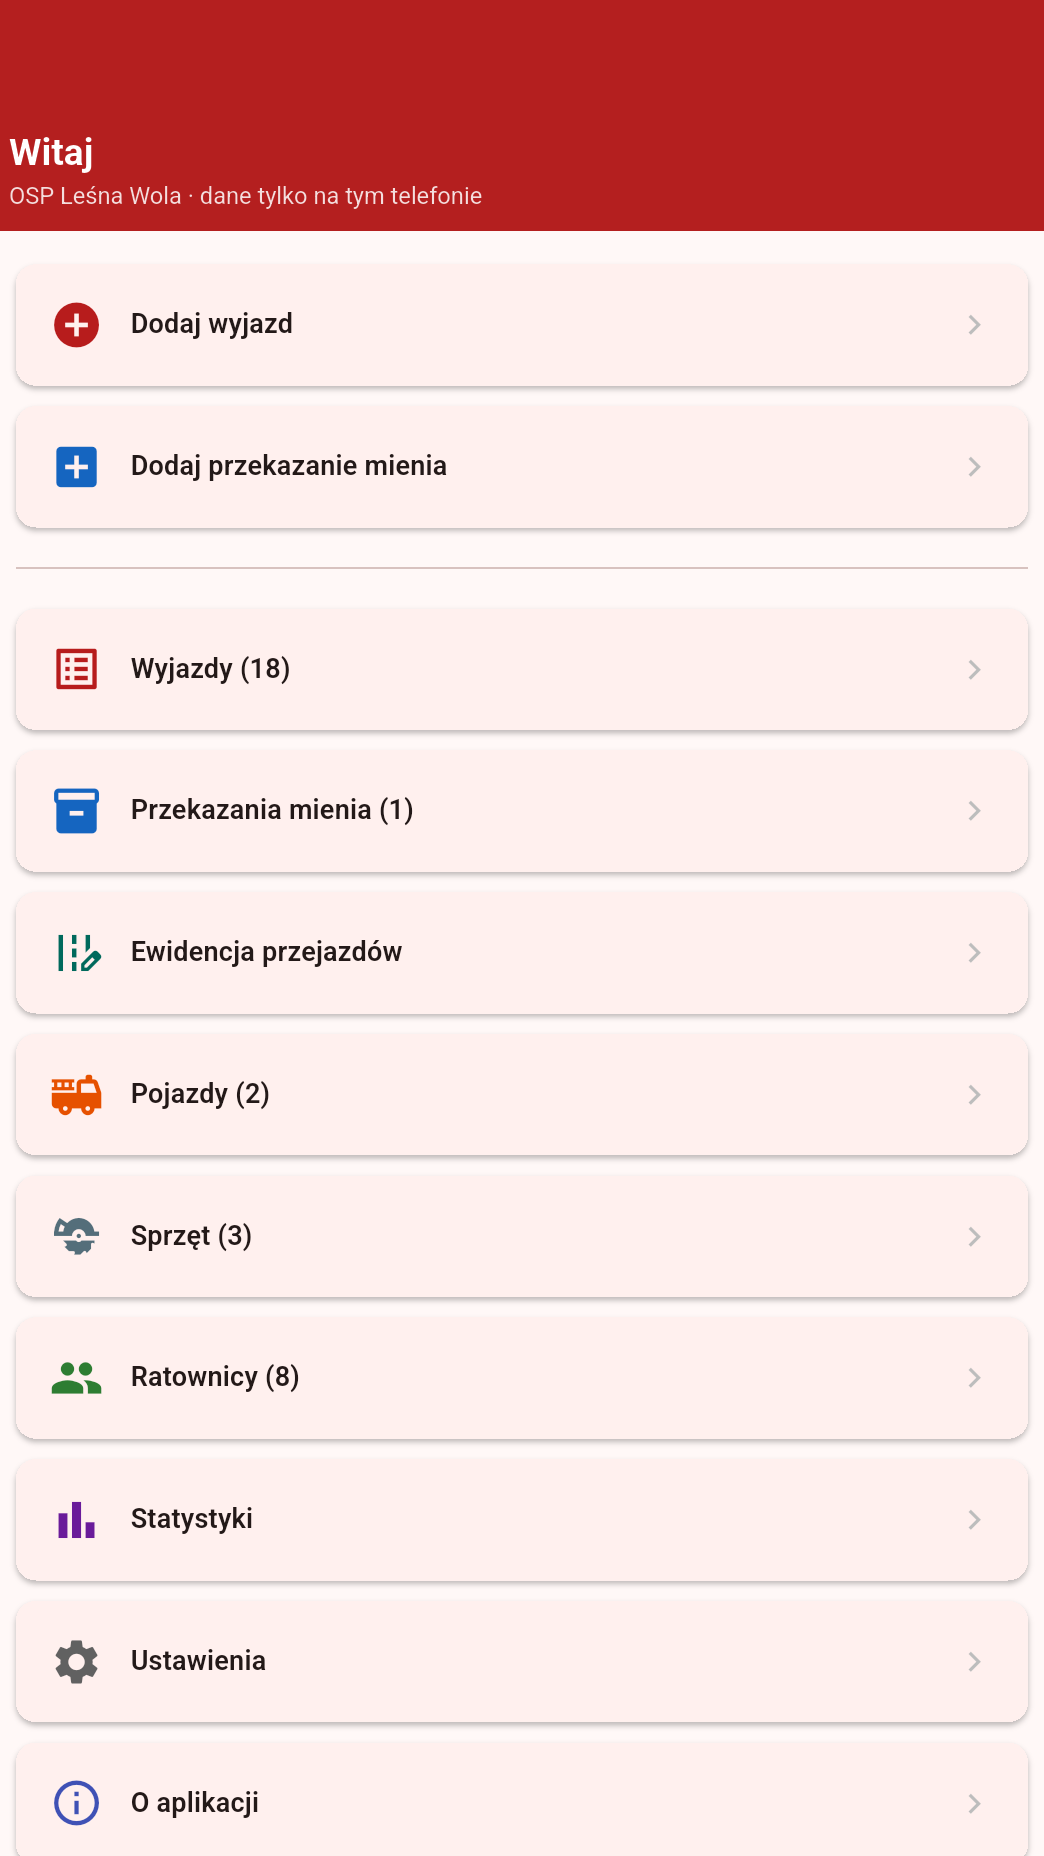 Witaj
OSP Leśna Wola · dane tylko na tym telefonie
Dodaj wyjazd
Dodaj przekazanie mienia
Wyjazdy (18)
Przekazania mienia (1)
Ewidencja przejazdów
Pojazdy (2)
Sprzęt (3)
Ratownicy (8)
Statystyki
Ustawienia
O aplikacji